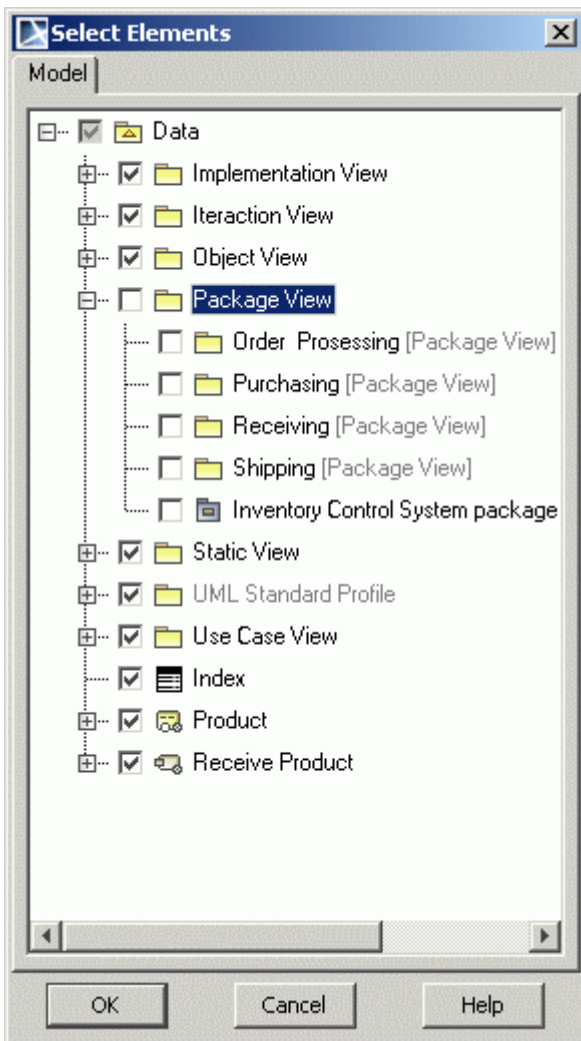 Select Elements
Model
Data
Implementation View
Iteraction View
Object View
Package View
Order Prosessing [Package View]
Purchasing [Package View]
Receiving [Package View]
Shipping [Package View]
Inventory Control System package
Static View
UML Standard Profile
Use Case View
Index
Product
Receive Product
OK Cancel Help